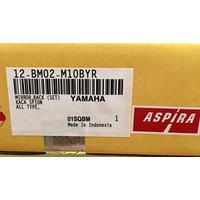 12-BM02-M10BYR
MIRROR,BACK (SET) YAMAHA
KACA SPION
ALL TYPE,
01SQBM 1
Made In Indonesia
ASPIRA